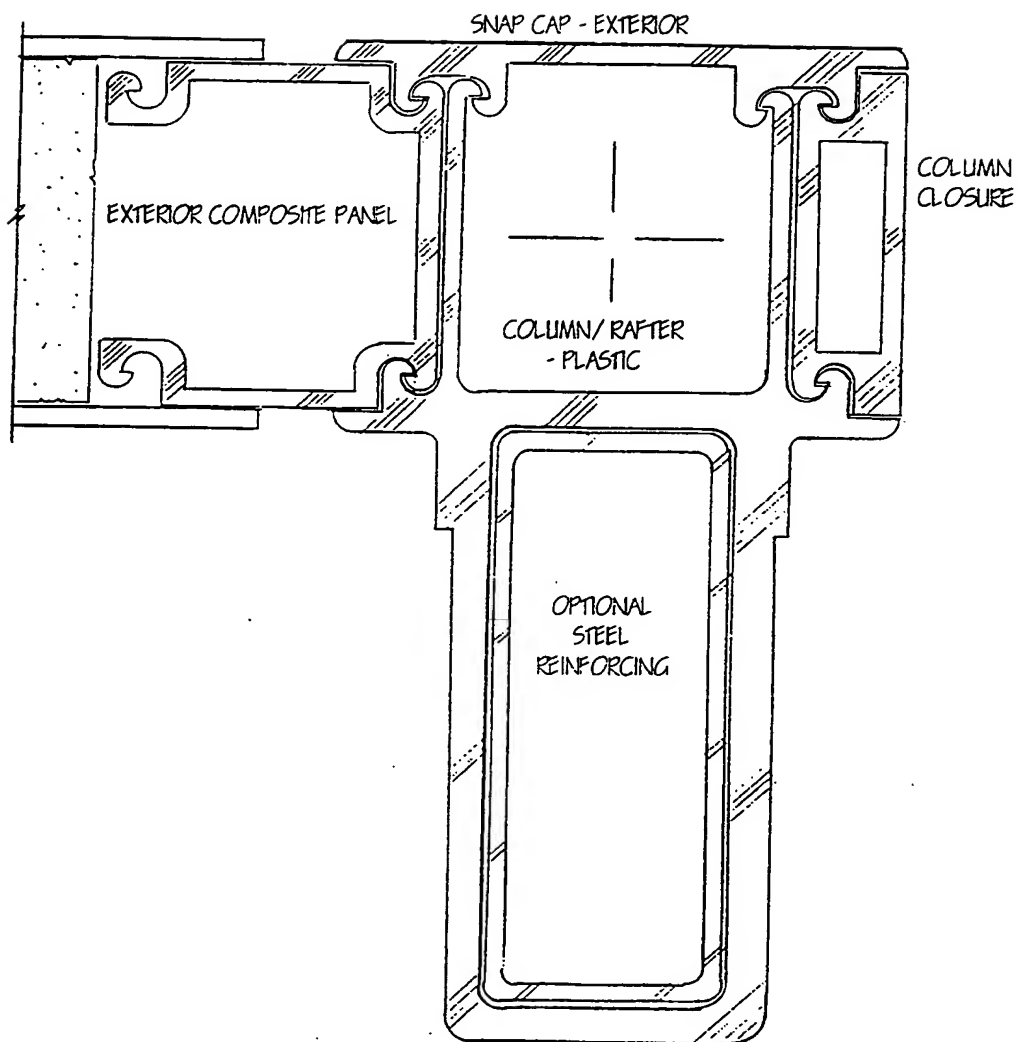 SNAP CAP - EXTERIOR
COLUMN
CLOSURE
EXTERIOR COMPOSITE PANEL
COLUMN/ RAFTER
- PLASTIC
OPTIONAL
STEEL
REINFORCING